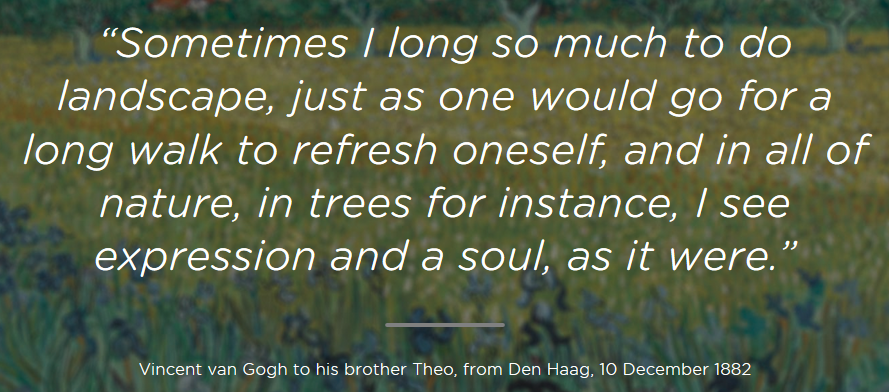 “Sometimes I long so much to do
landscape, just as one would go for a
long walk to refresh oneself, and in all of
nature, in trees for instance, I see
expression and a soul, as it were.”
Vincent van Gogh to his brother Theo, from Den Haag, 10 December 1882